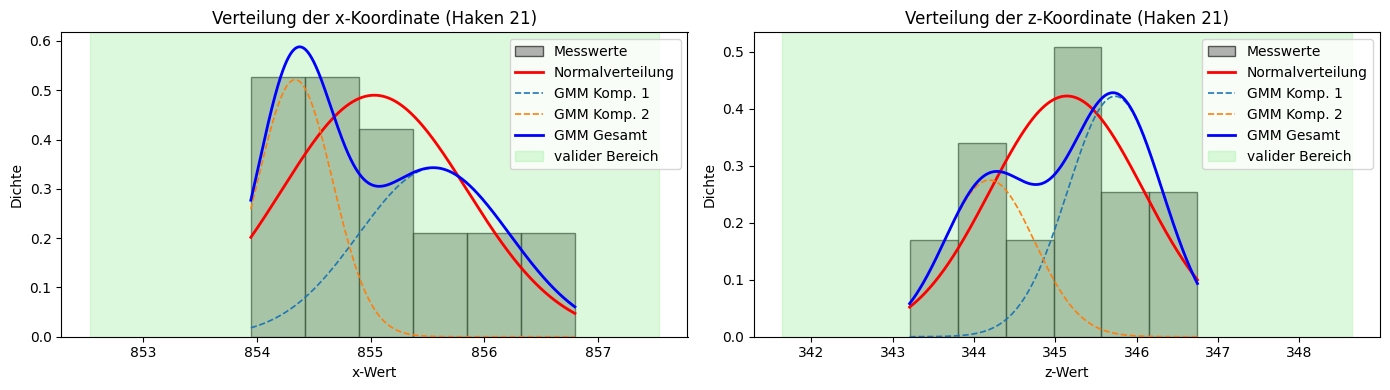 Verteilung der x-Koordinate (Haken 21)
0.6
0.5
0.4
0.3
0.2
0.1
0.0
Dichte
853
854
855
856
857
x-Wert
Messwerte
Normalverteilung
GMM Komp. 1
GMM Komp. 2
GMM Gesamt
valider Bereich
Verteilung der z-Koordinate (Haken 21)
0.5
0.4
0.3
0.2
0.1
0.0
Dichte
342
343
344
345
346
347
348
z-Wert
Messwerte
Normalverteilung
GMM Komp. 1
GMM Komp. 2
GMM Gesamt
valider Bereich